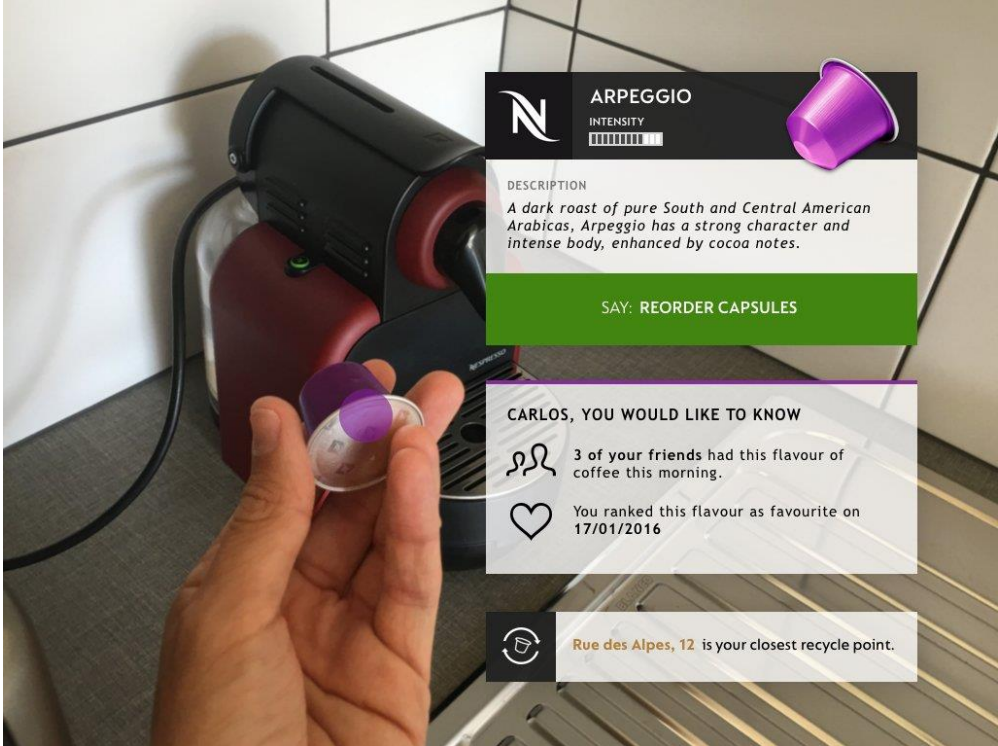 ARPEGGIO
INTENSITY
DESCRIPTION
A dark roast of pure South and Central American
Arabicas, Arpeggio has a strong character and
intense body, enhanced by cocoa notes.
SAY: REORDER CAPSULES
NESPRESSO
CARLOS, YOU WOULD LIKE TO KNOW
3 of your friends had this flavour of
coffee this morning.
You ranked this flavour as favourite on
17/01/2016
Rue des Alpes, 12 is your closest recycle point.